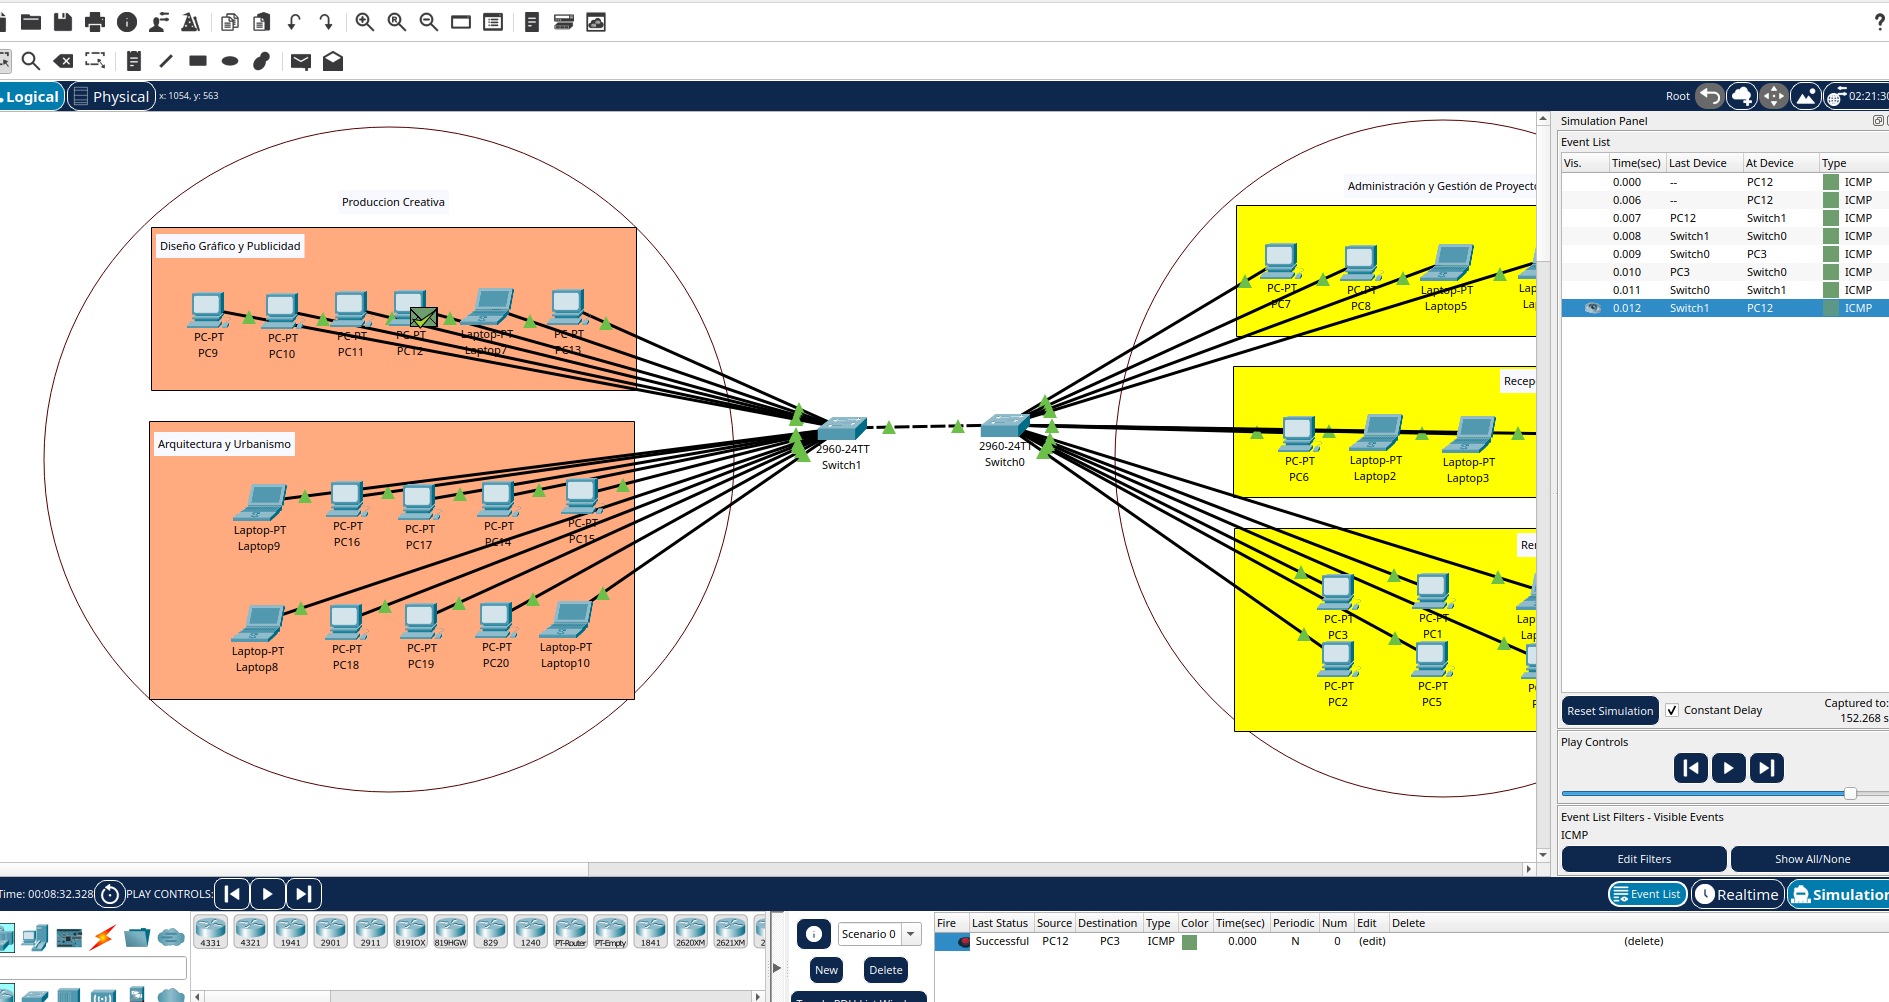 Logical
Physical
x: 1054, y: 563
Root
02:21:30
Simulation Panel
Event List
Vis. Time(sec) Last Device At Device Type
0.000 -- PC12 ICMP
0.006 -- PC12 ICMP
0.007 PC12 Switch1 ICMP
0.008 Switch1 Switch0 ICMP
0.009 Switch0 PC3 ICMP
0.010 PC3 Switch0 ICMP
0.011 Switch0 Switch1 ICMP
0.012 Switch1 PC12 ICMP
Reset Simulation
Constant Delay
Captured to:
152.268 s
Play Controls
Event List Filters - Visible Events
ICMP
Edit Filters
Show All/None
Produccion Creativa
Diseño Gráfico y Publicidad
PC-PT
PC9
PC-PT
PC10
PC-PT
PC11
PC-PT
PC12
Laptop-PT
Laptop7
PC-PT
PC13
Arquitectura y Urbanismo
Laptop-PT
Laptop9
PC-PT
PC16
PC-PT
PC17
PC-PT
PC14
PC-PT
PC15
Laptop-PT
Laptop8
PC-PT
PC18
PC-PT
PC19
PC-PT
PC20
Laptop-PT
Laptop10
2960-24TT
Switch1
2960-24TT
Switch0
Administración y Gestión de Proyecto
PC-PT
PC7
PC-PT
PC8
Laptop-PT
Laptop5
Lap
La
Recep
PC-PT
PC6
Laptop-PT
Laptop2
Laptop-PT
Laptop3
Re
PC-PT
PC3
PC-PT
PC1
Lap
La
PC-PT
PC2
PC-PT
PC5
P
Time: 00:08:32.328
PLAY CONTROLS:
Event List
Realtime
Simulation
4331
4321
1941
2901
2911
819IOX
819HGW
829
1240
PT-Router
PT-Empty
1841
2620XM
2621XM
2
Scenario 0
New
Delete
Fire Last Status Source Destination Type Color Time(sec) Periodic Num Edit Delete
Successful PC12 PC3 ICMP 0.000 N 0 (edit) (delete)